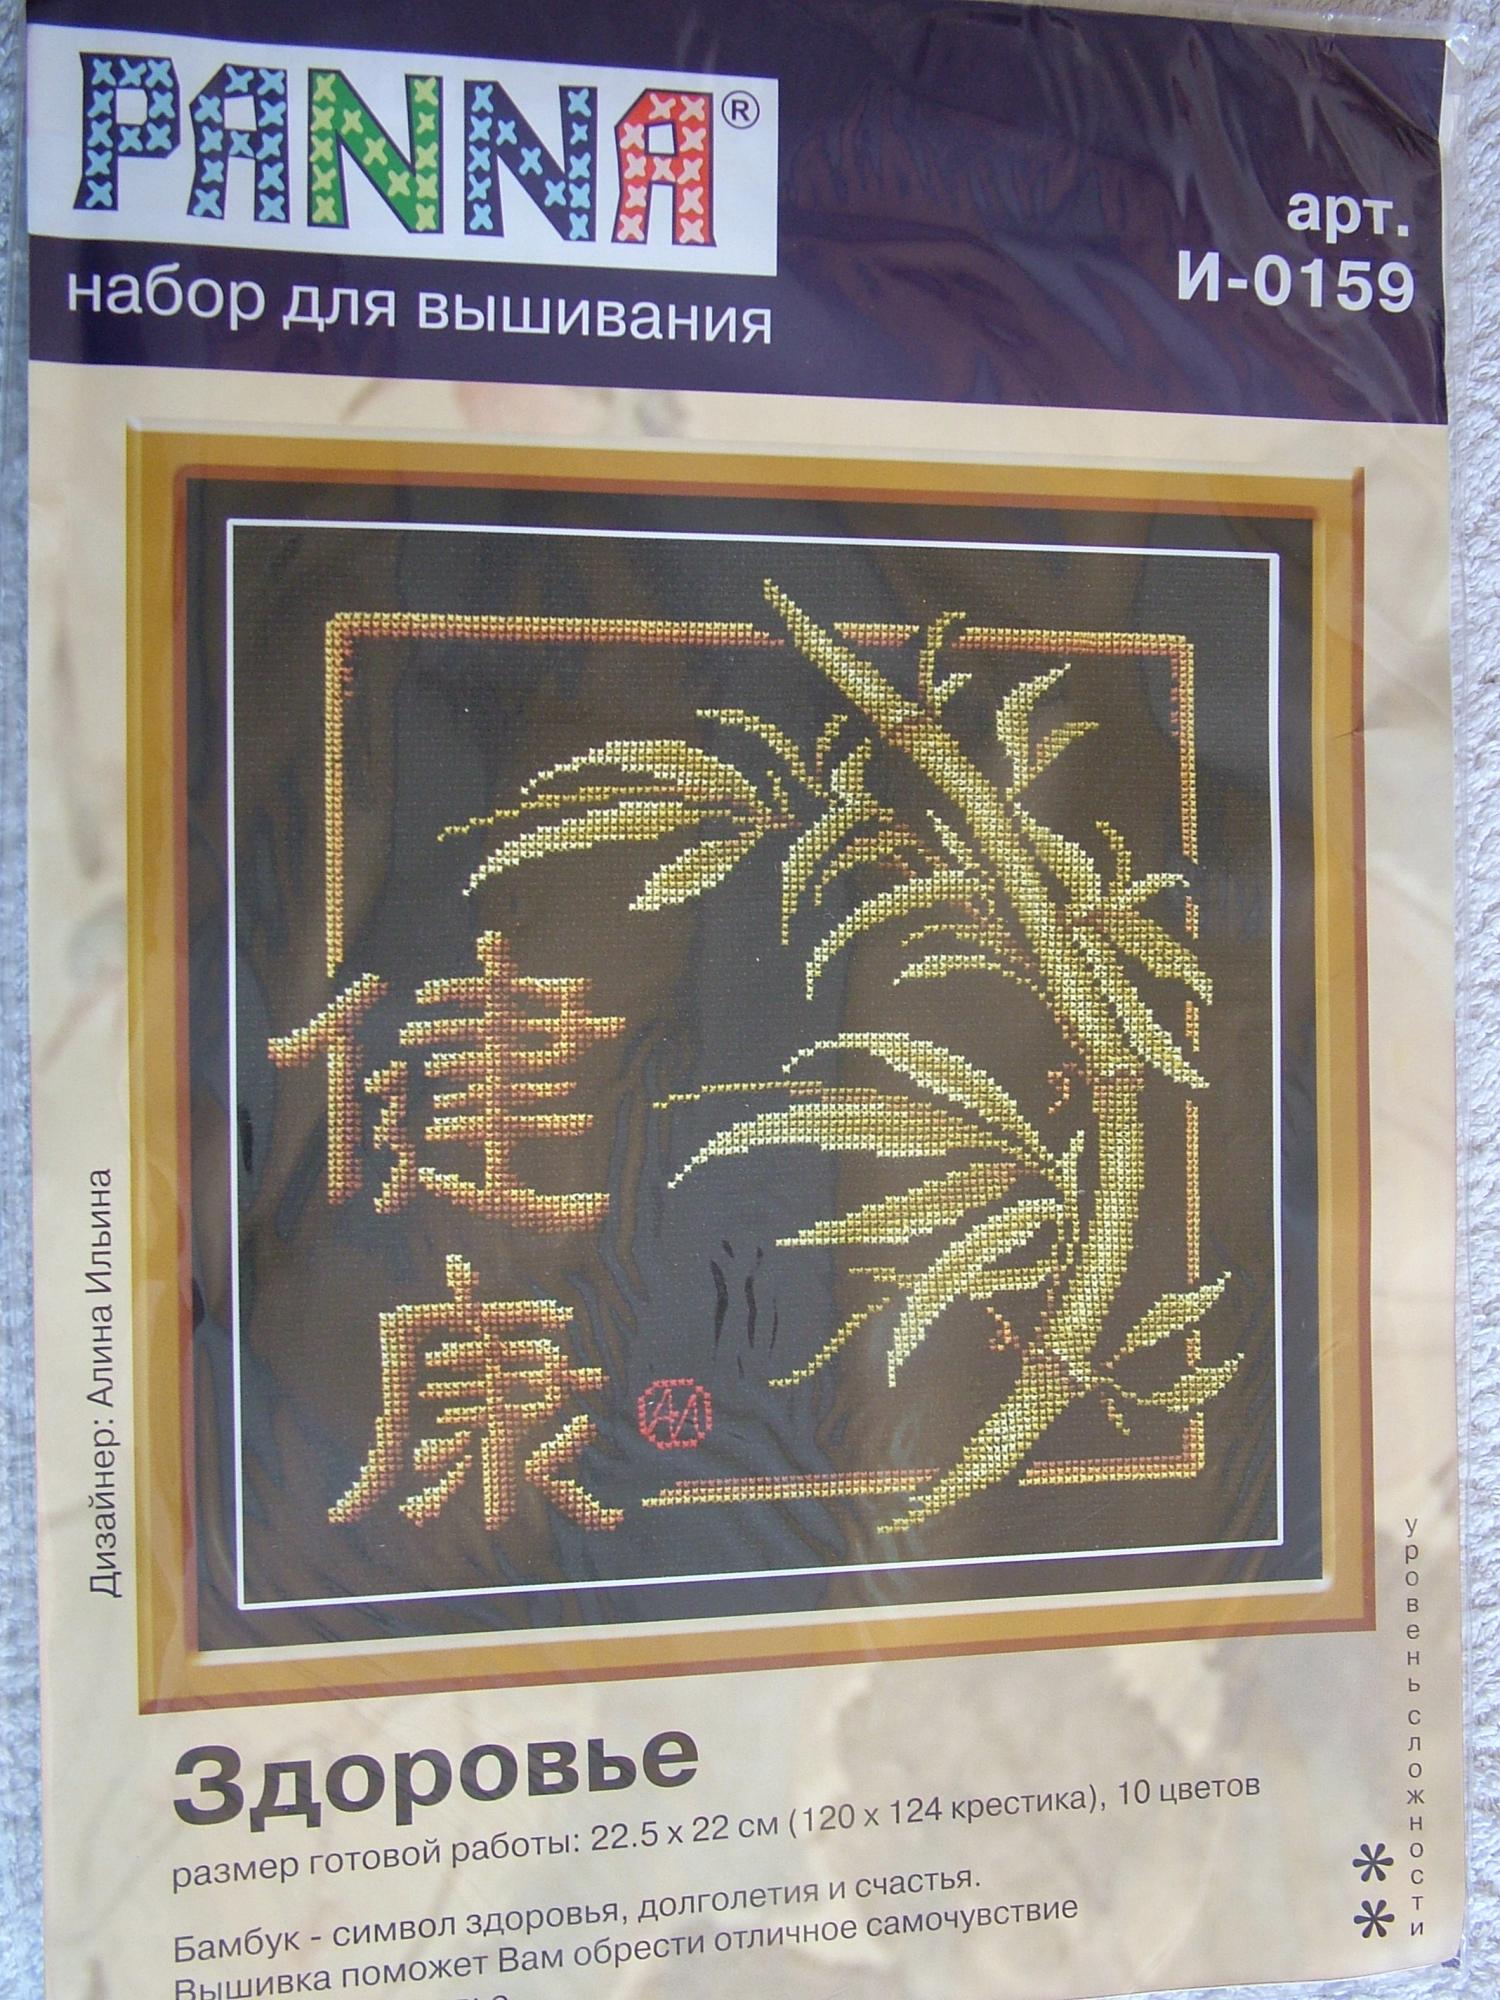 PANNA®
набор для вышивания
арт.
И-0159
健
康
АИ
Дизайнер: Алина Ильина
уровень сложности
**
Здоровье
размер готовой работы: 22.5 х 22 см (120 х 124 крестика), 10 цветов
Бамбук - символ здоровья, долголетия и счастья.
Вышивка поможет Вам обрести отличное самочувствие